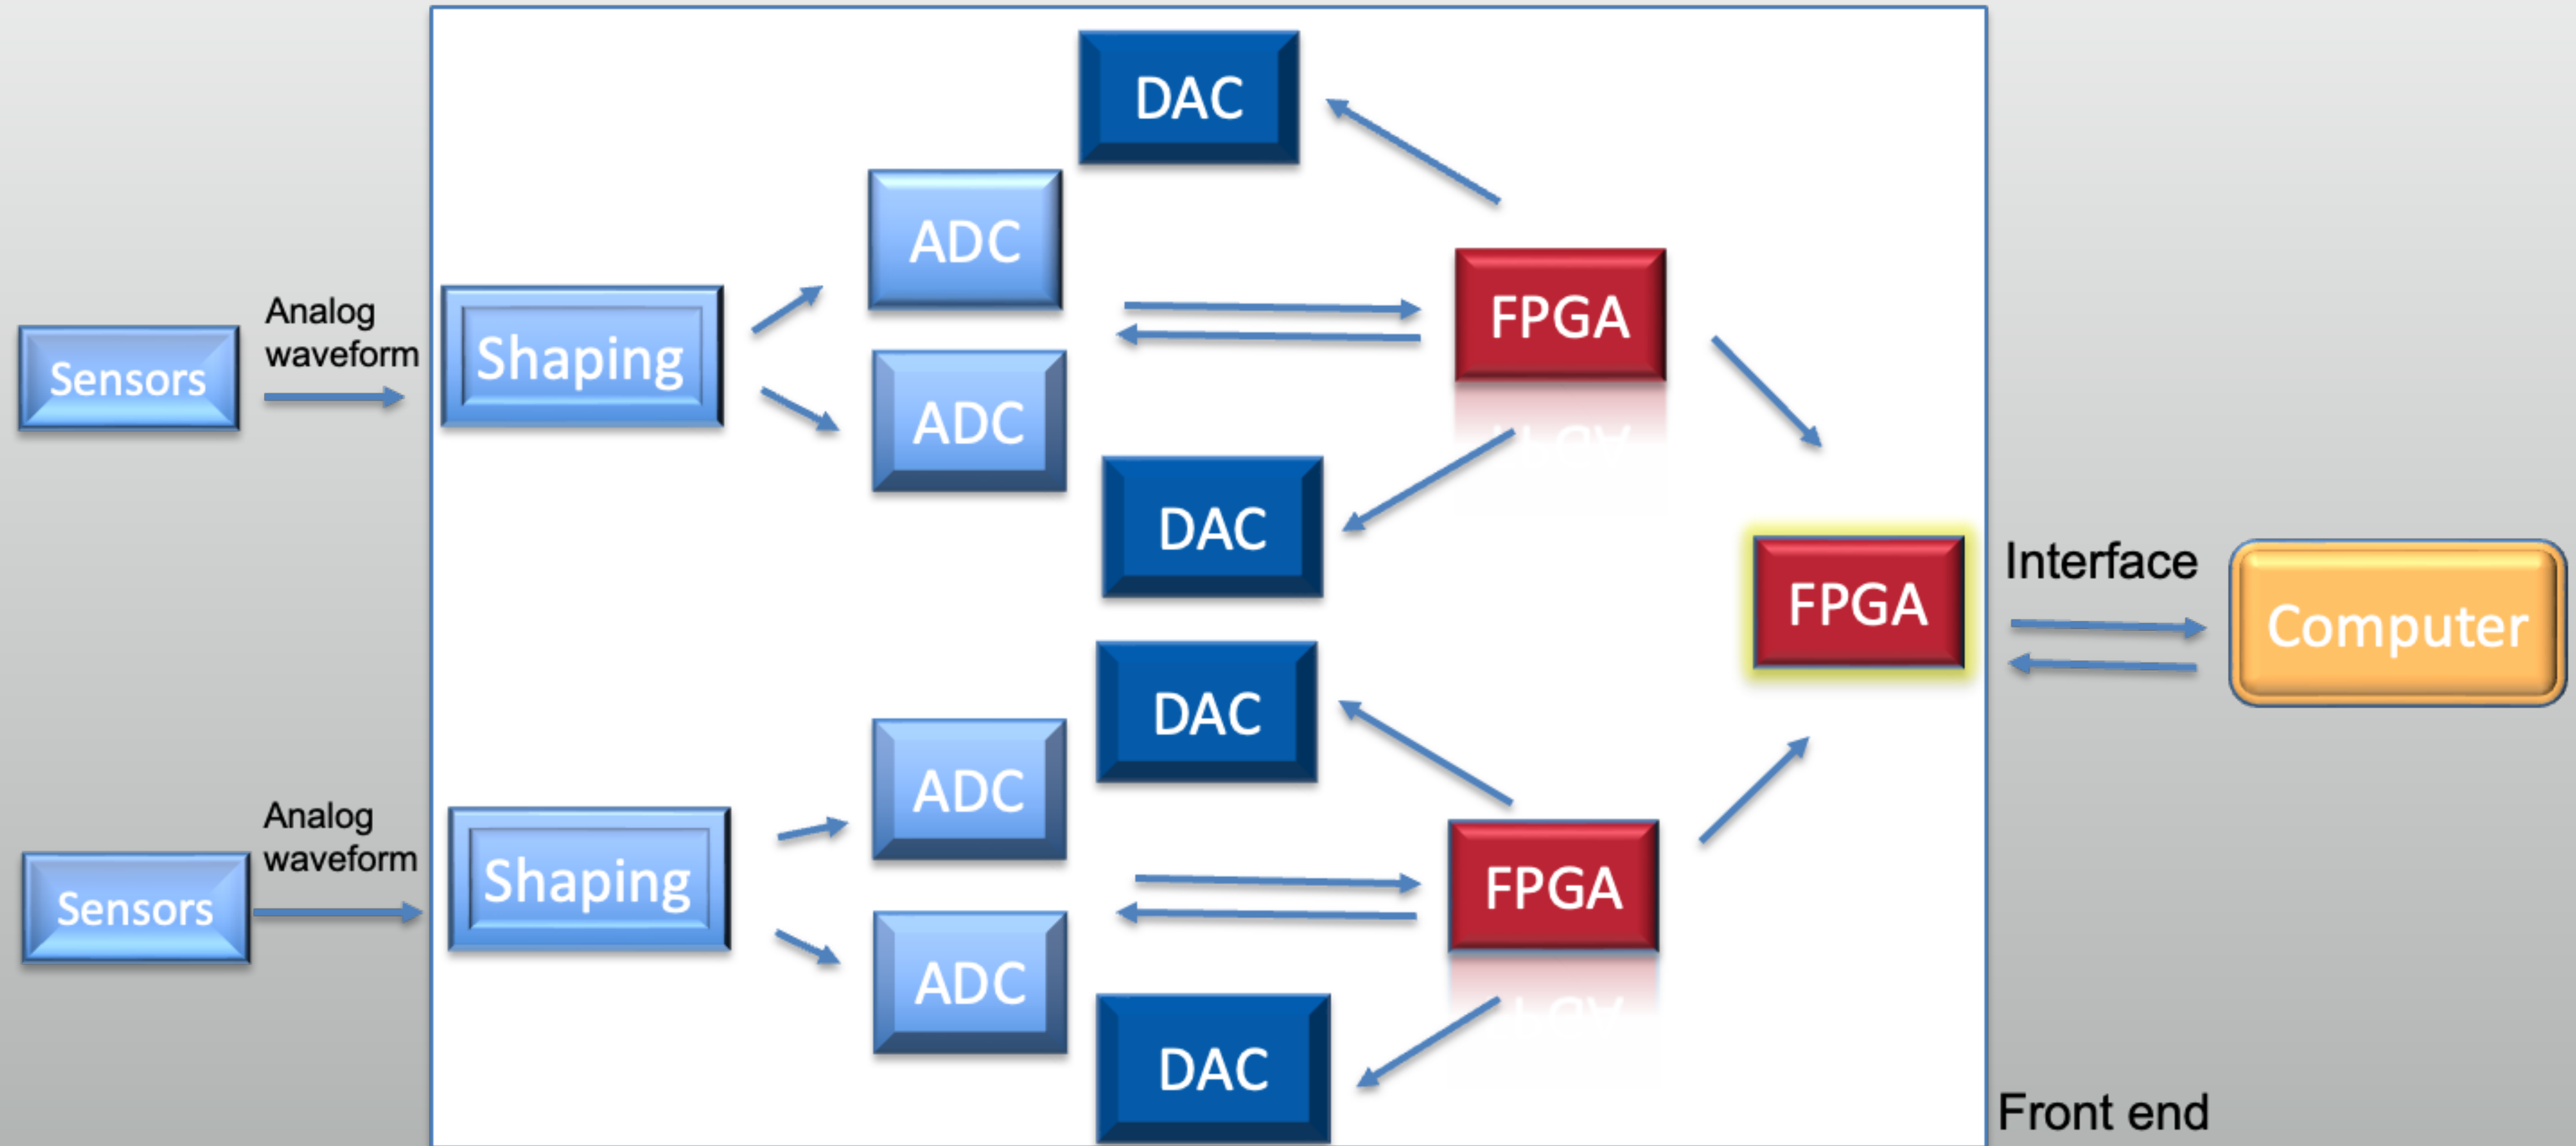 DAC
ADC
FPGA
Analog
waveform
Sensors
Shaping
ADC
DAC
Interface
FPGA
Computer
DAC
ADC
Analog
waveform
Shaping
FPGA
Sensors
ADC
DAC
Front end